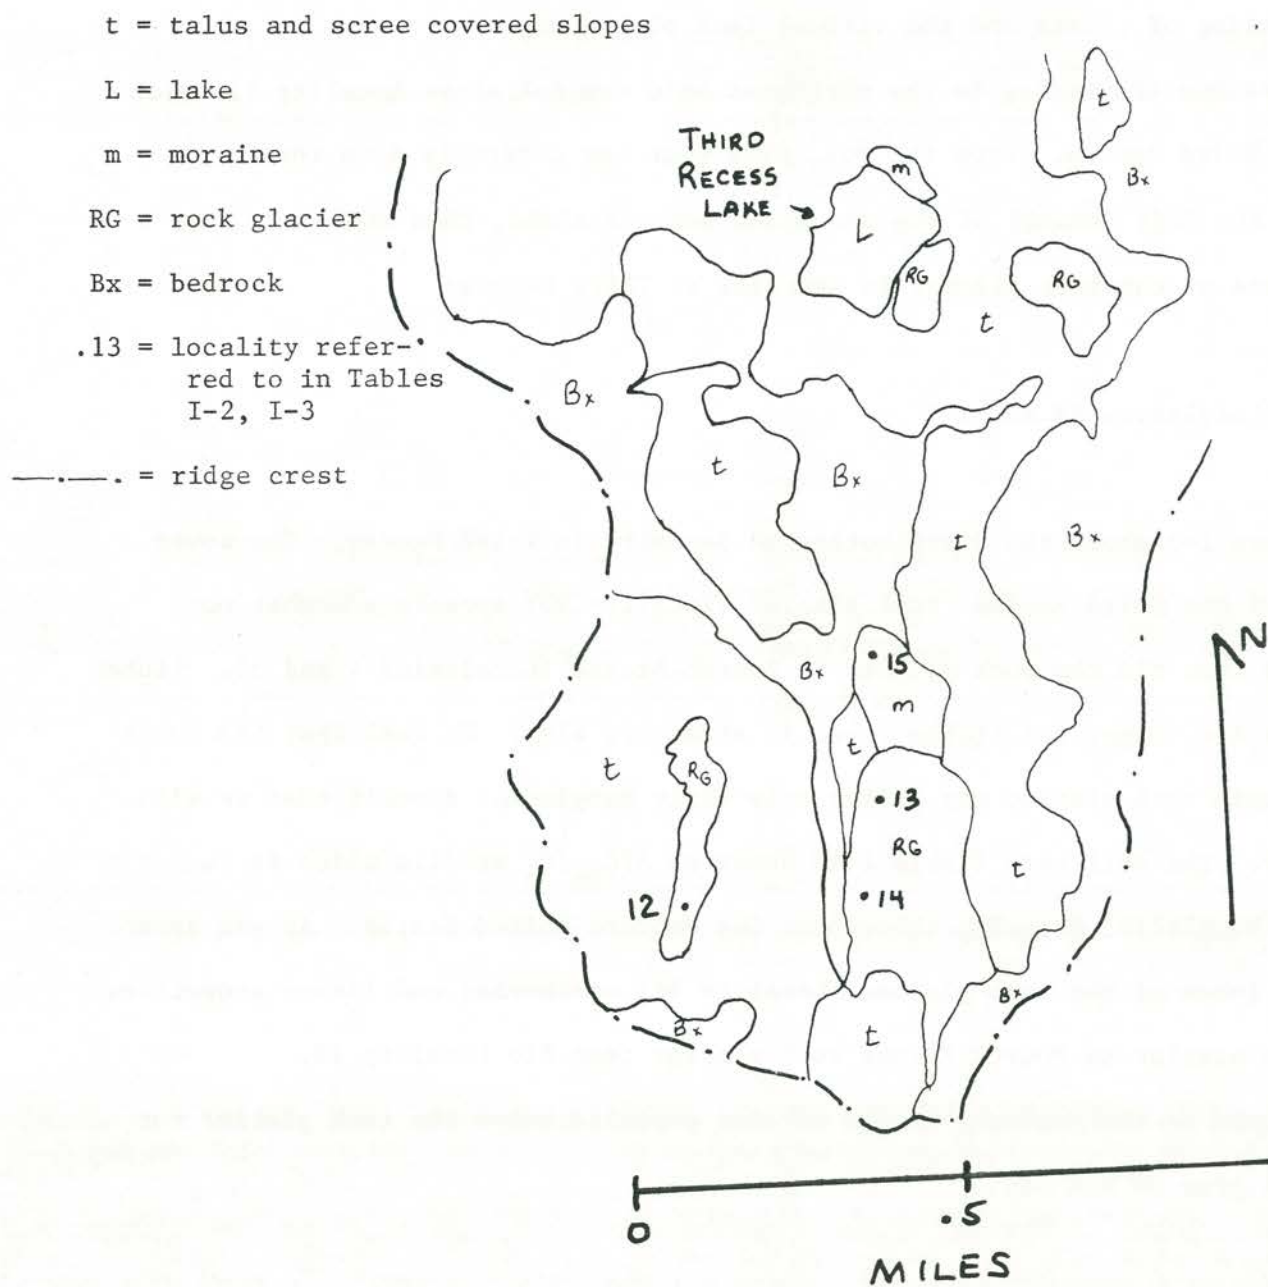 t = talus and scree covered slopes
L = lake
m = moraine
RG = rock glacier
Bx = bedrock
.13 = locality refer-
red to in Tables
I-2, I-3
= ridge crest
THIRD
RECESS
LAKE
t
m
Bx
L
RG
RG
t
Bx
t
Bx
t
Bx
15
Bx
m
t
t
RG
13
RG
t
14
12
Bx
Bx
t
N
0
.5
MILES